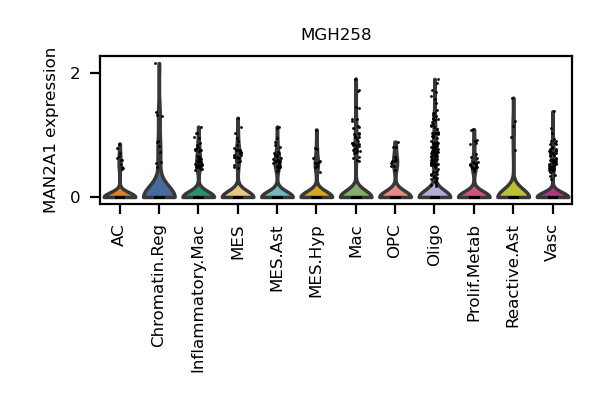 MGH258
MAN2A1 expression
2
0
AC
Chromatin.Reg
Inflammatory.Mac
MES
MES.Ast
MES.Hyp
Mac
OPC
Oligo
Prolif.Metab
Reactive.Ast
Vasc